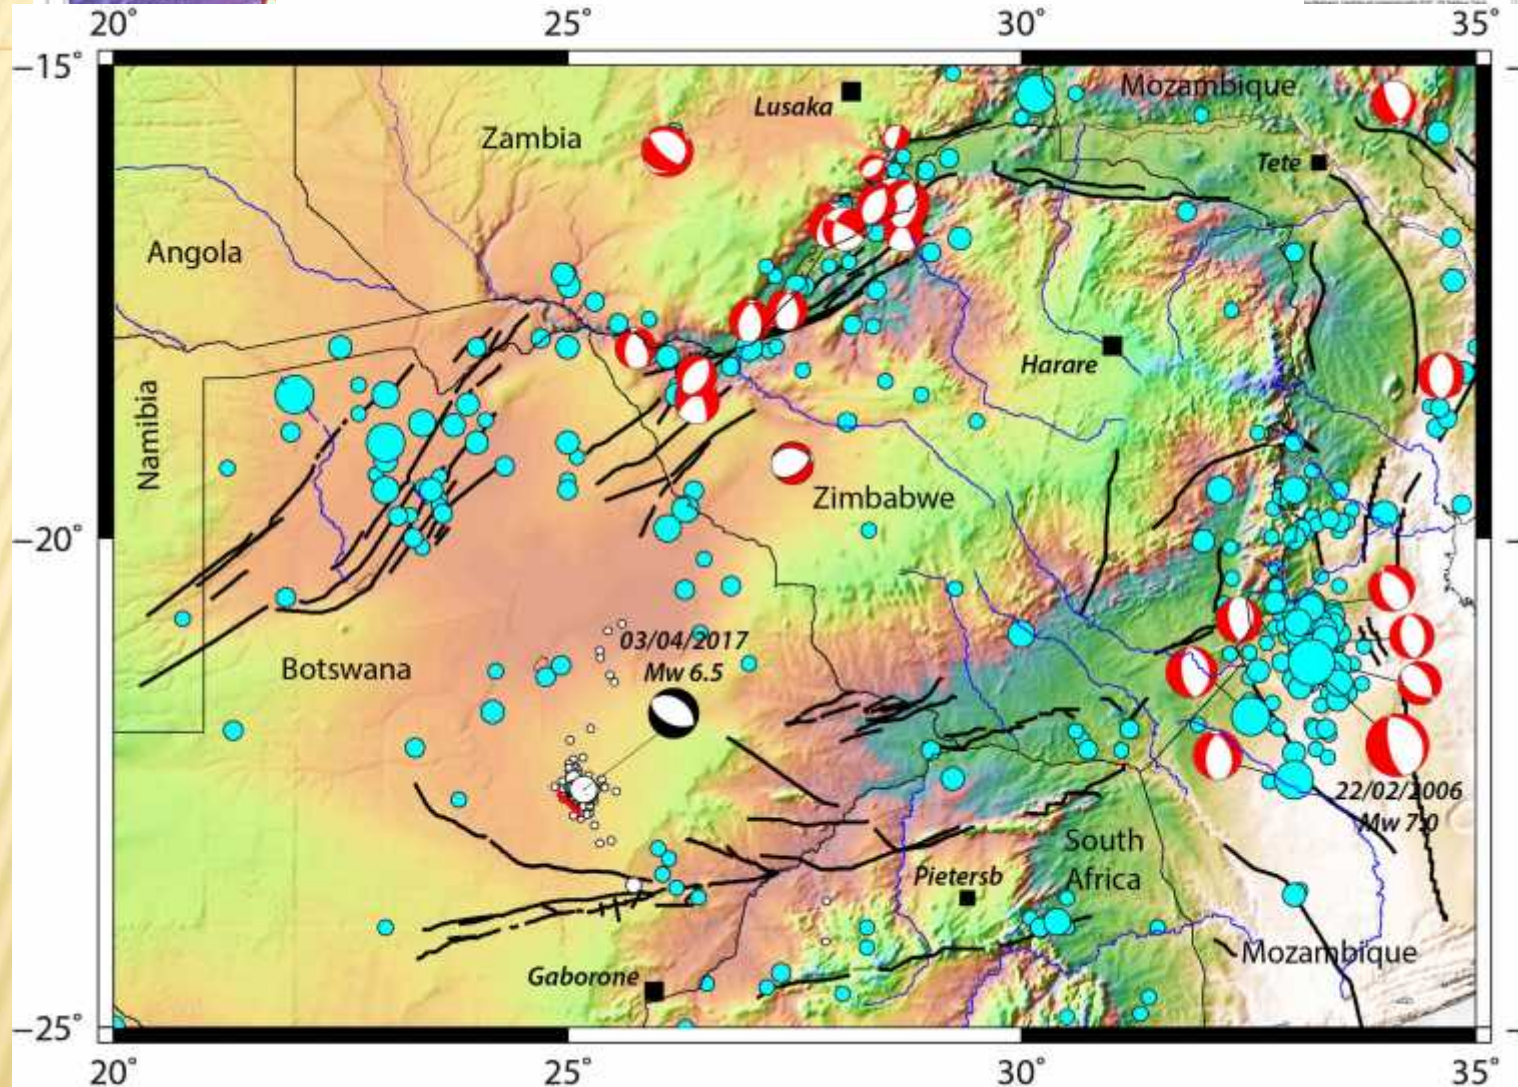 20°
25°
30°
35°
−15°
Mozambique
Lusaka
Zambia
Tete
Angola
Harare
Namibia
Zimbabwe
−20°
03/04/2017
Mw 6.5
Botswana
22/02/2006
Mw 7.0
South
Africa
Pietersb
Mozambique
Gaborone
−25°
20°
25°
30°
35°